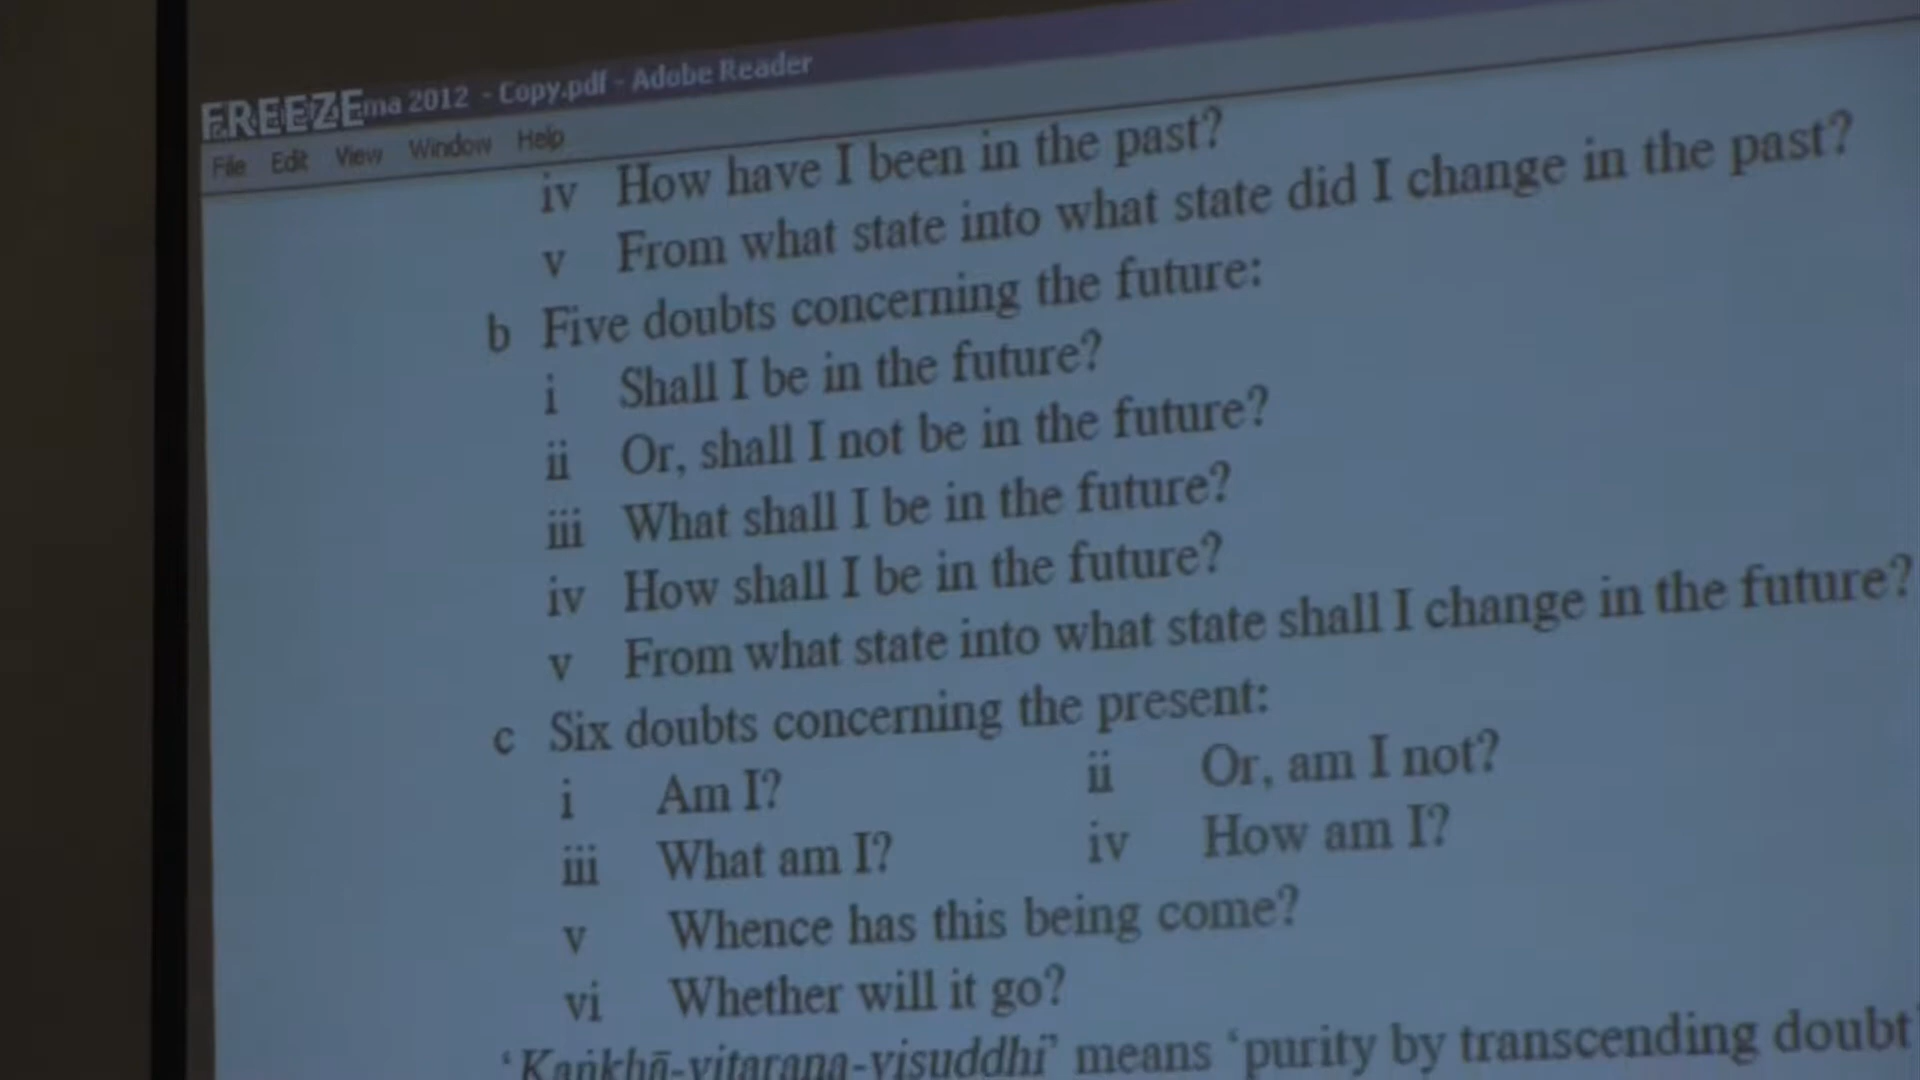 FREEZE ma 2012 - Copy.pdf - Adobe Reader
File Edit View Window Help
iv How have I been in the past?
v From what state into what state did I change in the past?
b Five doubts concerning the future:
i Shall I be in the future?
ii Or, shall I not be in the future?
iii What shall I be in the future?
iv How shall I be in the future?
v From what state into what state shall I change in the future?
c Six doubts concerning the present:
i Am I? ii Or, am I not?
iii What am I? iv How am I?
v Whence has this being come?
vi Whether will it go?
‘Kaṅkhā-vitaraṇa-visuddhi’ means ‘purity by transcending doubt’